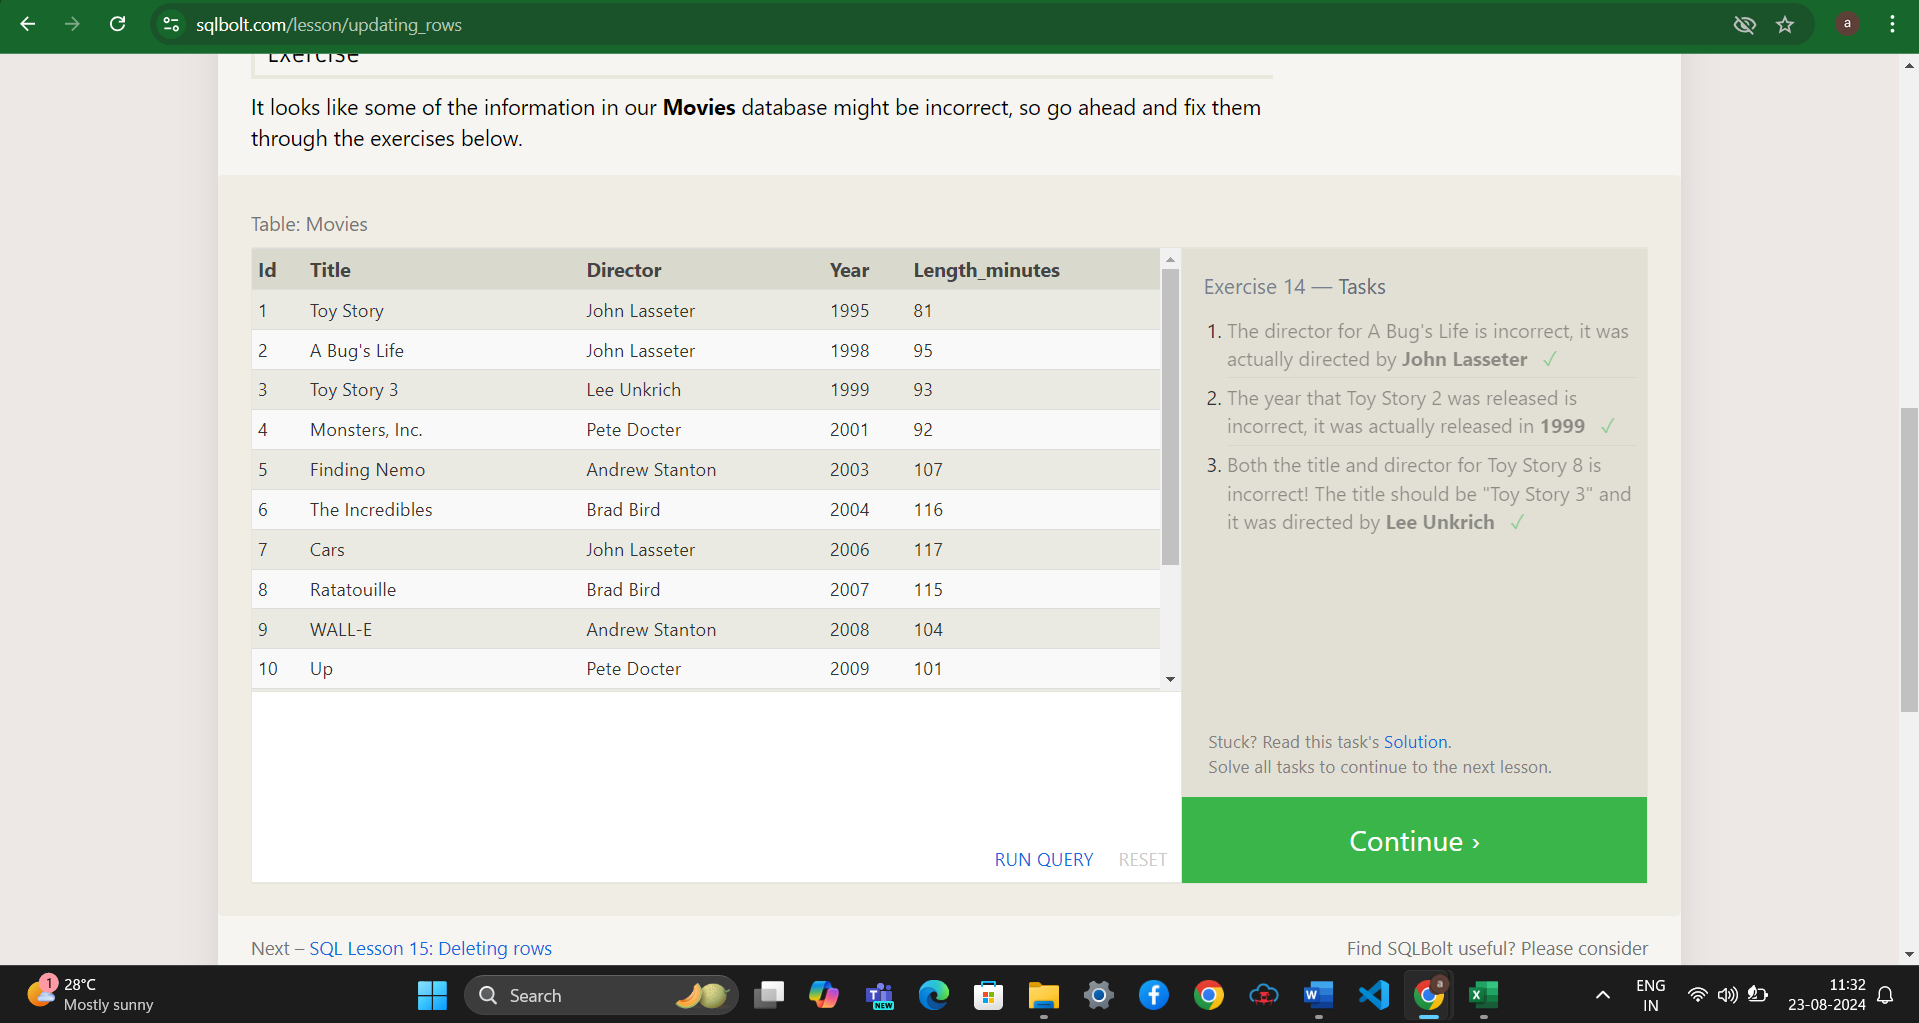 sqlbolt.com/lesson/updating_rows
a
Exercise
It looks like some of the information in our Movies database might be incorrect, so go ahead and fix them
through the exercises below.
Table: Movies
Id Title Director Year Length_minutes
1 Toy Story John Lasseter 1995 81
2 A Bug's Life John Lasseter 1998 95
3 Toy Story 3 Lee Unkrich 1999 93
4 Monsters, Inc. Pete Docter 2001 92
5 Finding Nemo Andrew Stanton 2003 107
6 The Incredibles Brad Bird 2004 116
7 Cars John Lasseter 2006 117
8 Ratatouille Brad Bird 2007 115
9 WALL-E Andrew Stanton 2008 104
10 Up Pete Docter 2009 101
RUN QUERY RESET
Exercise 14 — Tasks
1. The director for A Bug's Life is incorrect, it was
actually directed by John Lasseter ✓
2. The year that Toy Story 2 was released is
incorrect, it was actually released in 1999 ✓
3. Both the title and director for Toy Story 8 is
incorrect! The title should be "Toy Story 3" and
it was directed by Lee Unkrich ✓
Stuck? Read this task's Solution.
Solve all tasks to continue to the next lesson.
Continue ›
Next – SQL Lesson 15: Deleting rows
Find SQLBolt useful? Please consider
1
28°C
Mostly sunny
Search
T
NEW
W
a
X
ENG
IN
11:32
23-08-2024